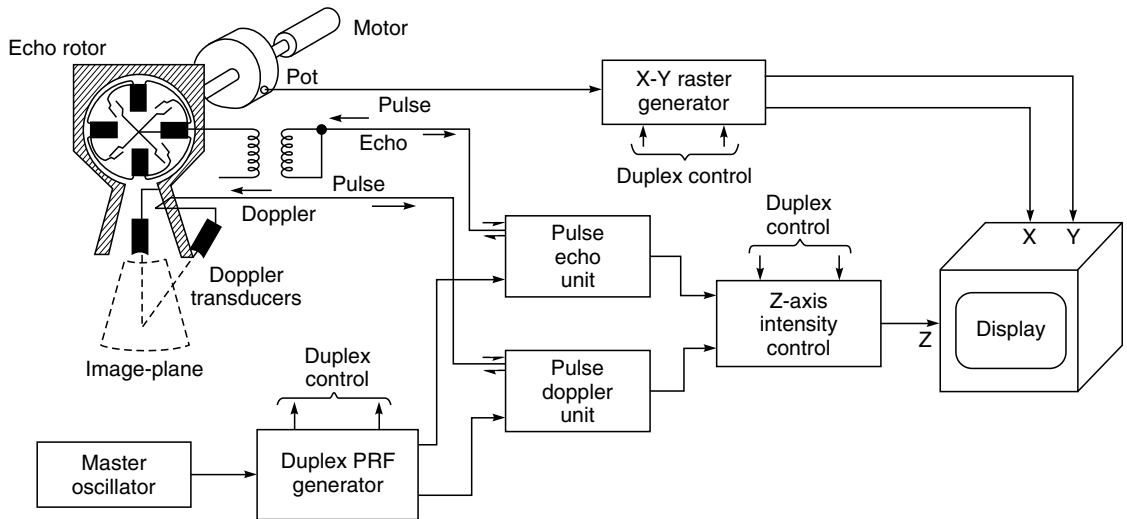 Motor
Echo rotor
Pot
X-Y raster
generator
Pulse
Echo
Duplex control
Pulse
Doppler
Duplex
control
X Y
Pulse
echo
unit
Doppler
transducers
Z-axis
intensity
control
Z
Display
Image-plane
Duplex
control
Pulse
doppler
unit
Master
oscillator
Duplex PRF
generator